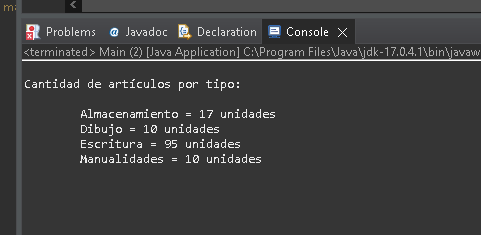 ma
Problems @ Javadoc Declaration Console
<terminated> Main (2) [Java Application] C:\Program Files\Java\jdk-17.0.4.1\bin\javaw
Cantidad de artículos por tipo:
Almacenamiento = 17 unidades
Dibujo = 10 unidades
Escritura = 95 unidades
Manualidades = 10 unidades